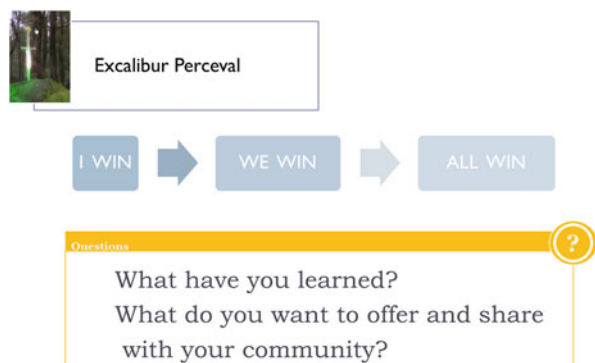 Excalibur Perceval
I WIN
WE WIN
ALL WIN
Questions
?
What have you learned?
What do you want to offer and share
with your community?